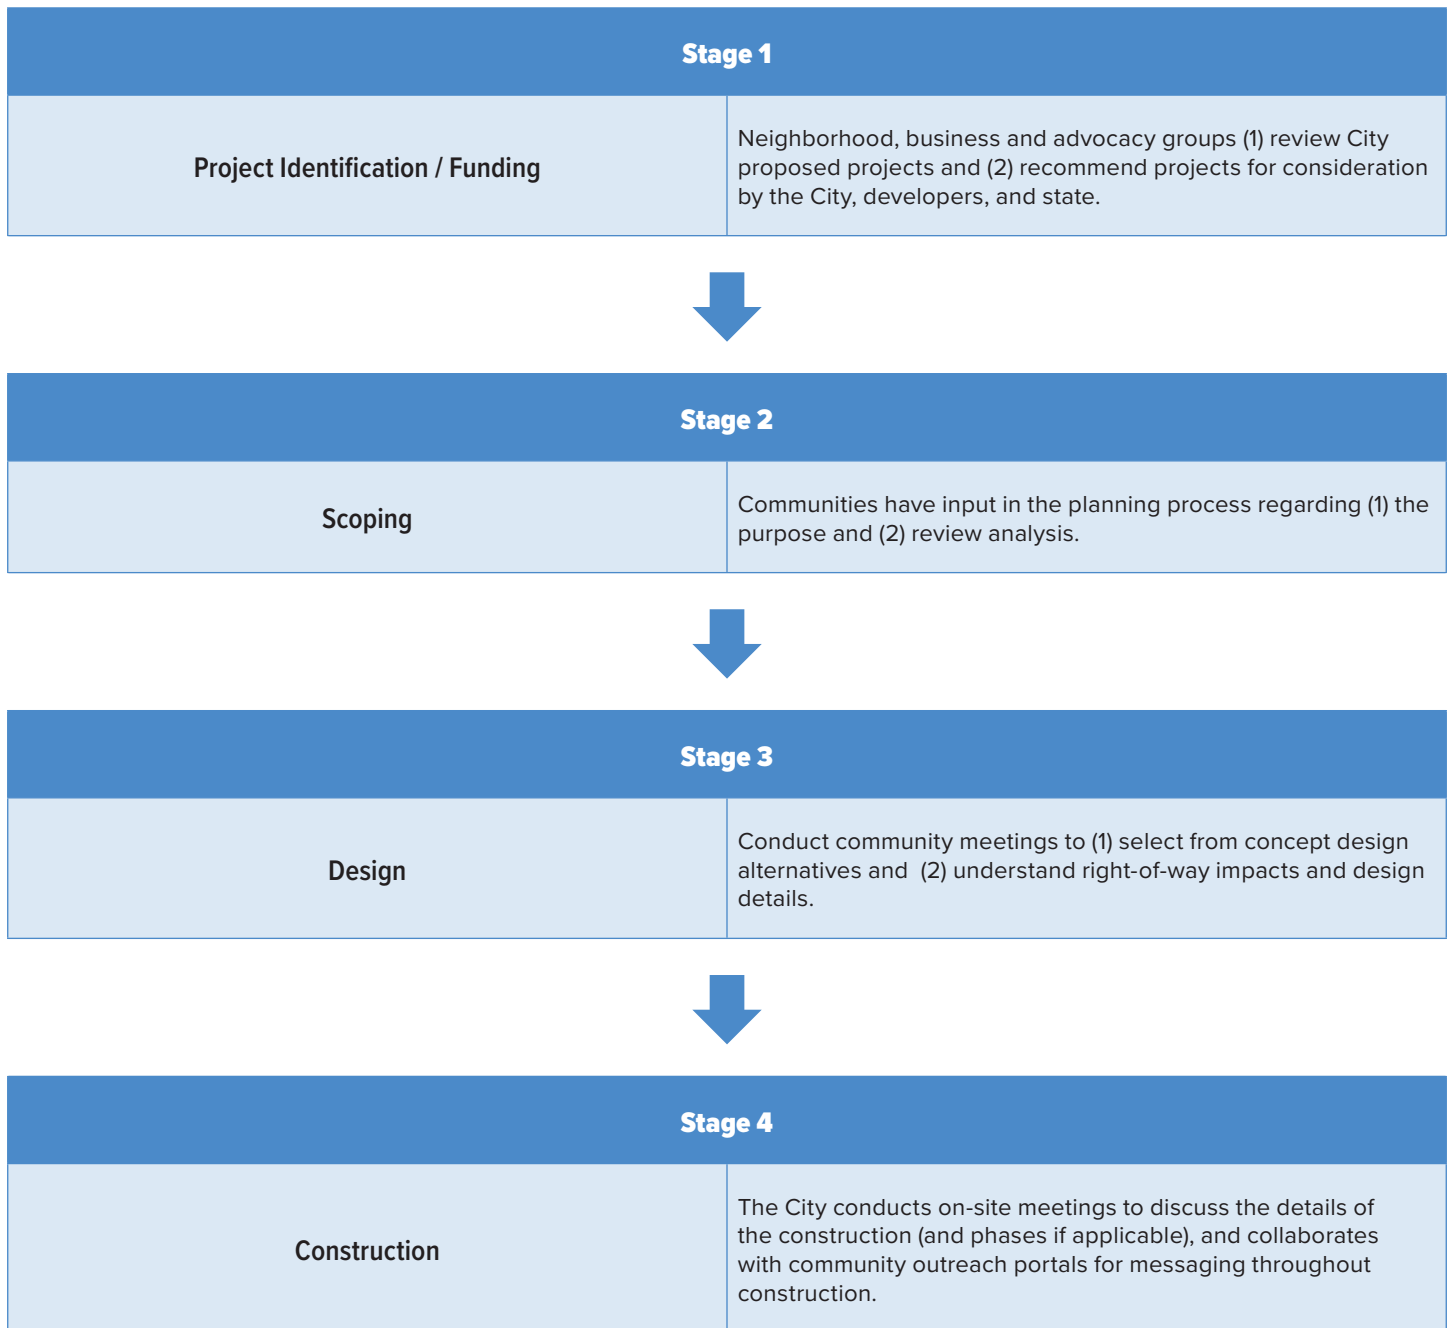 Stage 1
Project Identification / Funding
Neighborhood, business and advocacy groups (1) review City
proposed projects and (2) recommend projects for consideration
by the City, developers, and state.
Stage 2
Scoping
Communities have input in the planning process regarding (1) the
purpose and (2) review analysis.
Stage 3
Design
Conduct community meetings to (1) select from concept design
alternatives and  (2) understand right-of-way impacts and design
details.
Stage 4
Construction
The City conducts on-site meetings to discuss the details of
the construction (and phases if applicable), and collaborates
with community outreach portals for messaging throughout
construction.